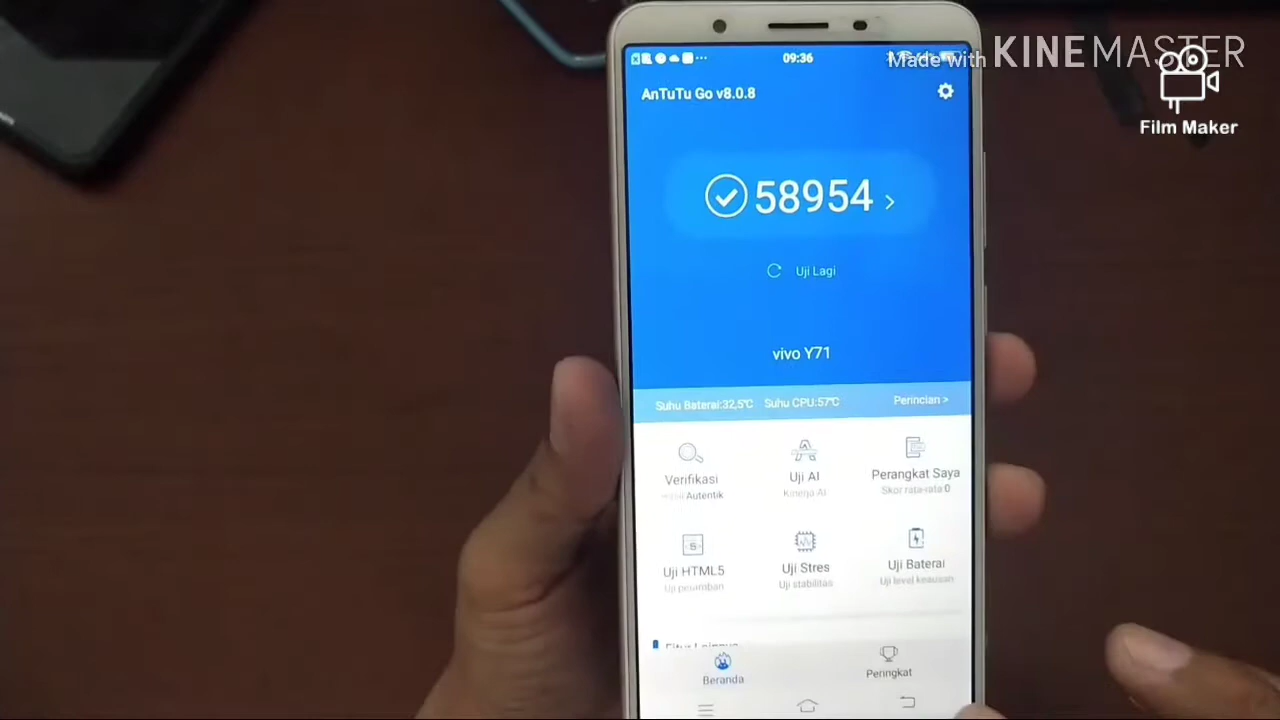 09:36
Made with KINEMASTER
Film Maker
AnTuTu Go v8.0.8
58954
Uji Lagi
vivo Y71
Suhu Baterai:32,5°C Suhu CPU:57°C Perincian >
Verifikasi
Autentik
Uji AI
Kinerja AI
Perangkat Saya
Skor rata-rata 0
Uji HTML5
Uji peramban
Uji Stres
Uji stabilitas
Uji Baterai
Uji level keausan
Fitur Lainnya
Beranda
Peringkat